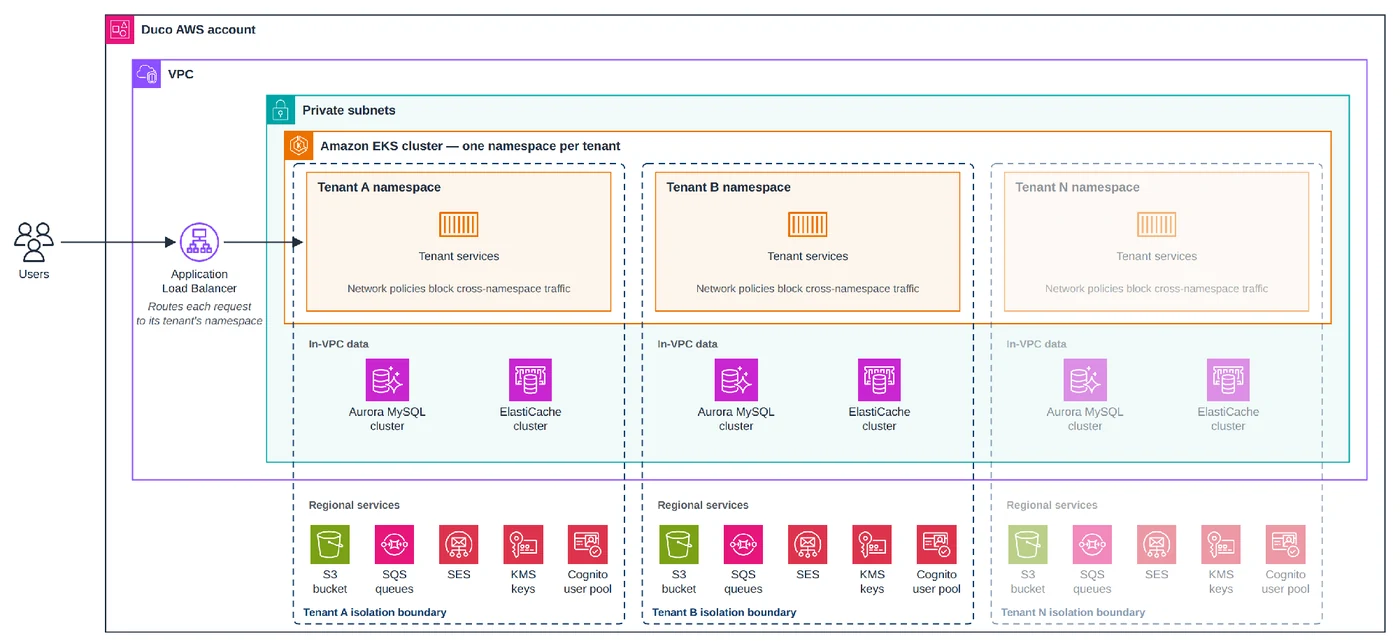 Duco AWS account
VPC
Private subnets
Amazon EKS cluster — one namespace per tenant
Tenant A namespace
Tenant services
Network policies block cross-namespace traffic
Tenant B namespace
Tenant services
Network policies block cross-namespace traffic
Tenant N namespace
Tenant services
Network policies block cross-namespace traffic
Users
Application
Load Balancer
Routes each request
to its tenant's namespace
In-VPC data
Aurora MySQL
cluster
ElastiCache
cluster
In-VPC data
Aurora MySQL
cluster
ElastiCache
cluster
In-VPC data
Aurora MySQL
cluster
ElastiCache
cluster
Regional services
S3
bucket
SQS
queues
SES
KMS
keys
Cognito
user pool
Tenant A isolation boundary
Regional services
S3
bucket
SQS
queues
SES
KMS
keys
Cognito
user pool
Tenant B isolation boundary
Regional services
S3
bucket
SQS
queues
SES
KMS
keys
Cognito
user pool
Tenant N isolation boundary